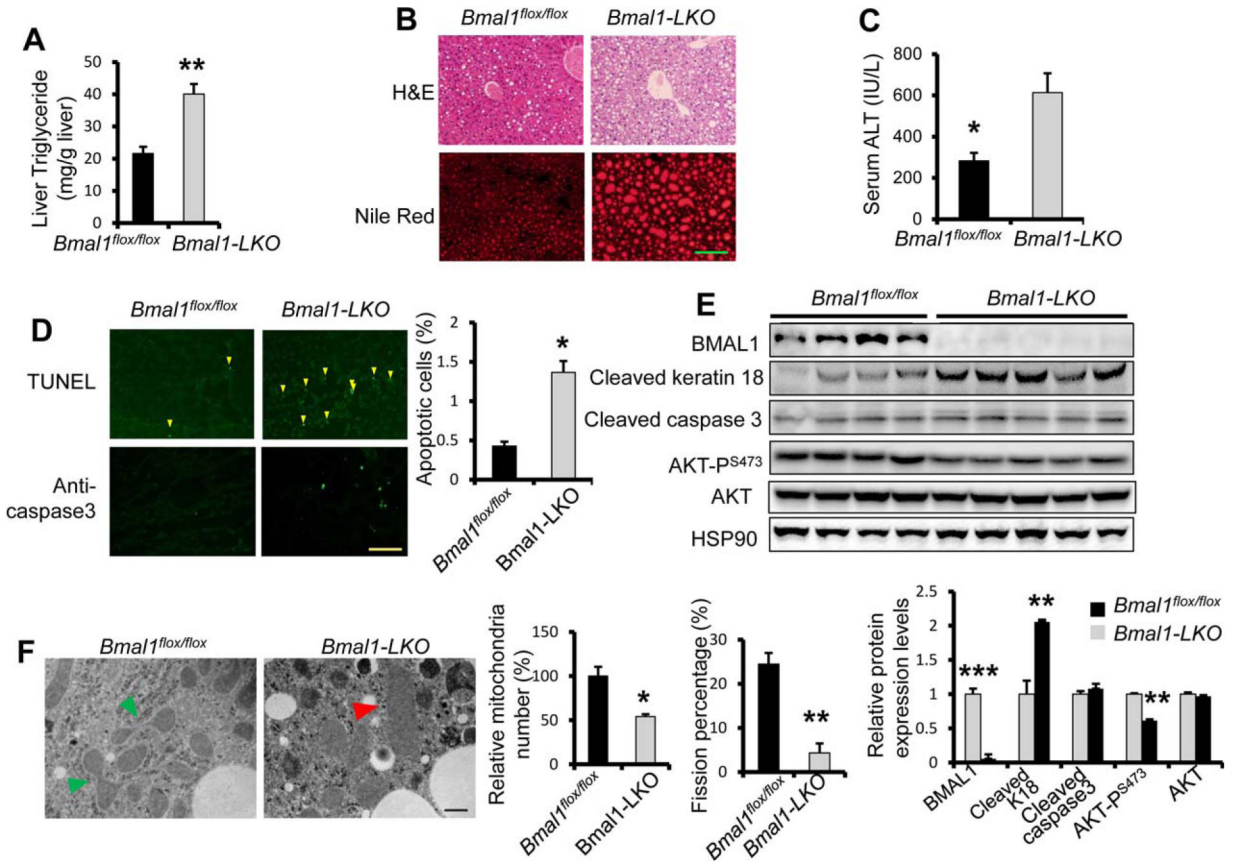 A
Liver Triglyceride
(mg/g liver)
50
40
30
20
10
0
**
Bmal1flox/flox
Bmal1-LKO
B
Bmal1flox/flox
Bmal1-LKO
H&E
Nile Red
C
Serum ALT (IU/L)
800
600
400
200
0
*
Bmal1flox/flox
Bmal1-LKO
D
Bmal1flox/flox
Bmal1-LKO
TUNEL
Anti-
caspase3
Apoptotic cells (%)
2
1.5
1
0.5
0
*
Bmal1flox/flox
Bmal1-LKO
E
Bmal1flox/flox
Bmal1-LKO
BMAL1
Cleaved keratin 18
Cleaved caspase 3
AKT-PS473
AKT
HSP90
F
Bmal1flox/flox
Bmal1-LKO
Relative mitochondria
number (%)
150
100
50
0
*
Bmal1flox/flox
Bmal1-LKO
Fission percentage (%)
30
20
10
0
**
Bmal1flox/flox
Bmal1-LKO
Relative protein
expression levels
2.5
2
1.5
1
0.5
0
***
**
**
Bmal1flox/flox
Bmal1-LKO
BMAL1
Cleaved
K18
Cleaved
caspase3
AKT-PS473
AKT